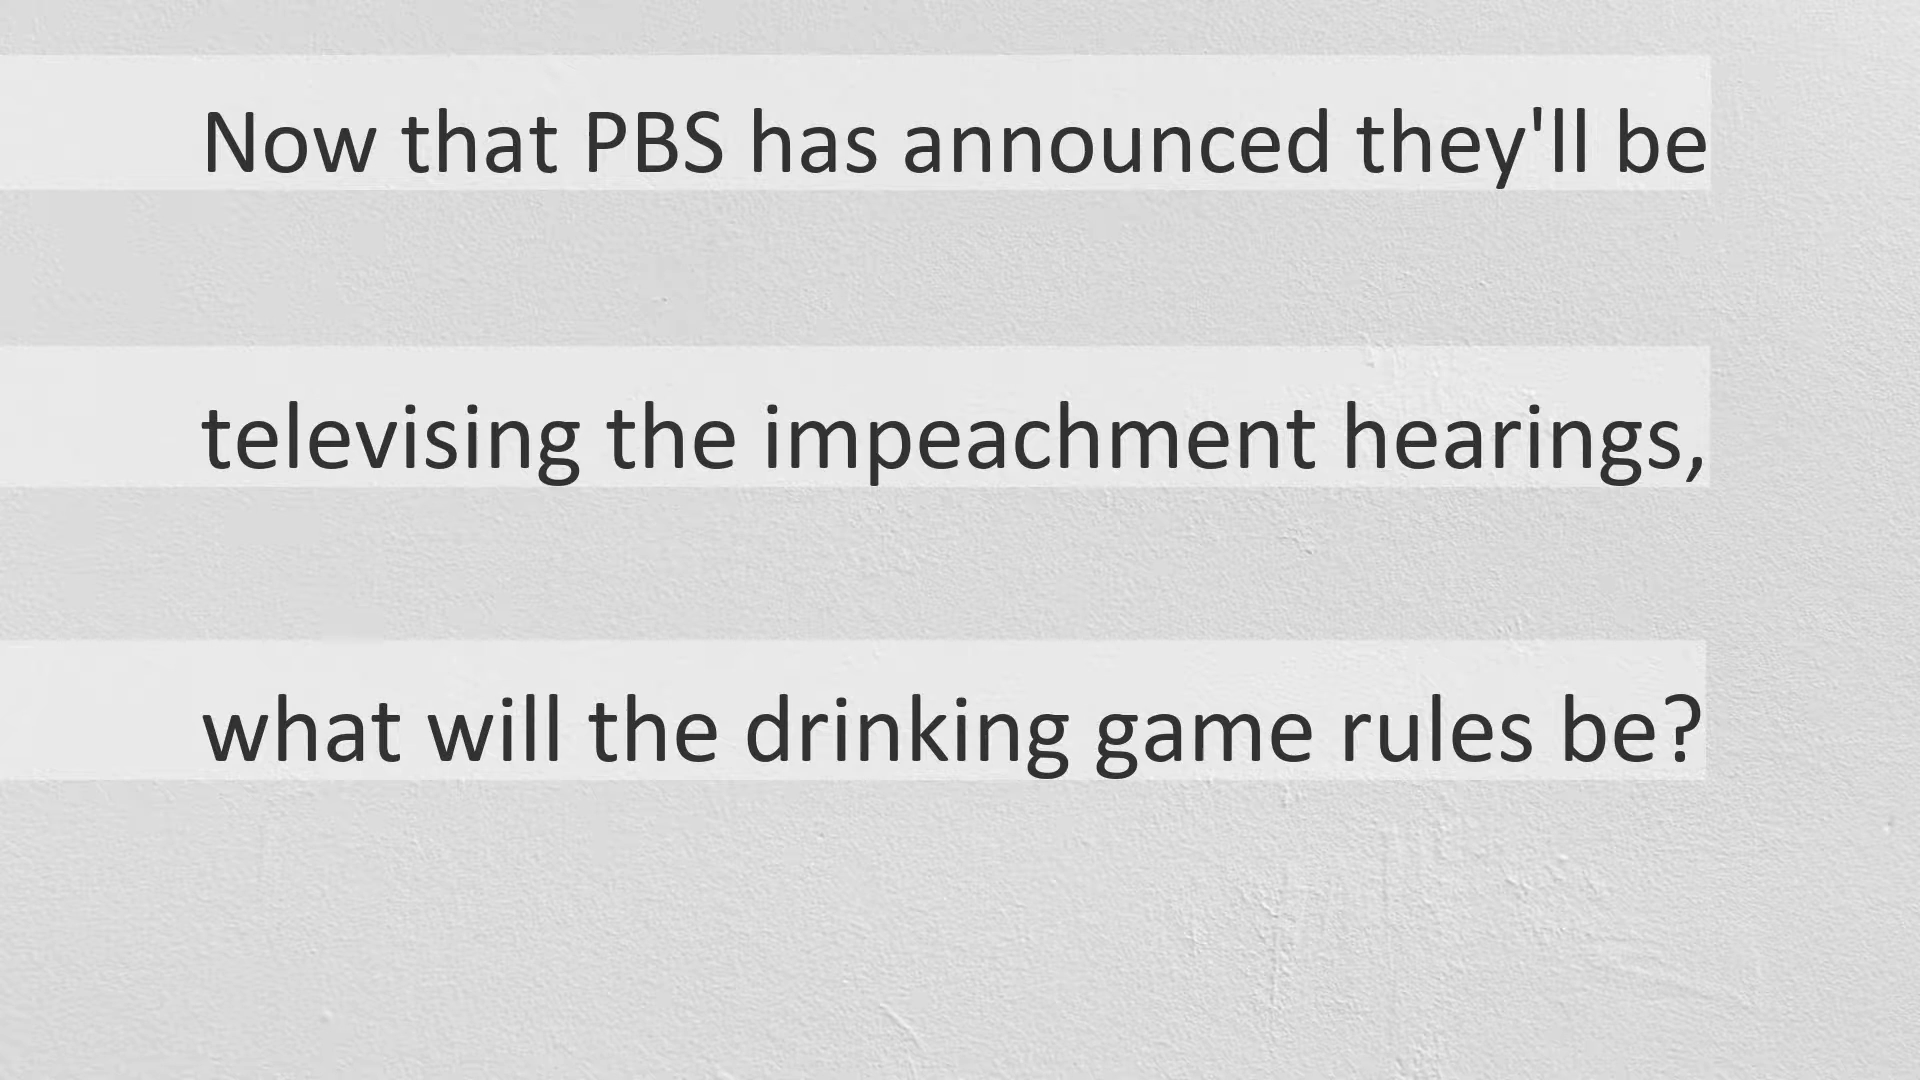 Now that PBS has announced they'll be
televising the impeachment hearings,
what will the drinking game rules be?